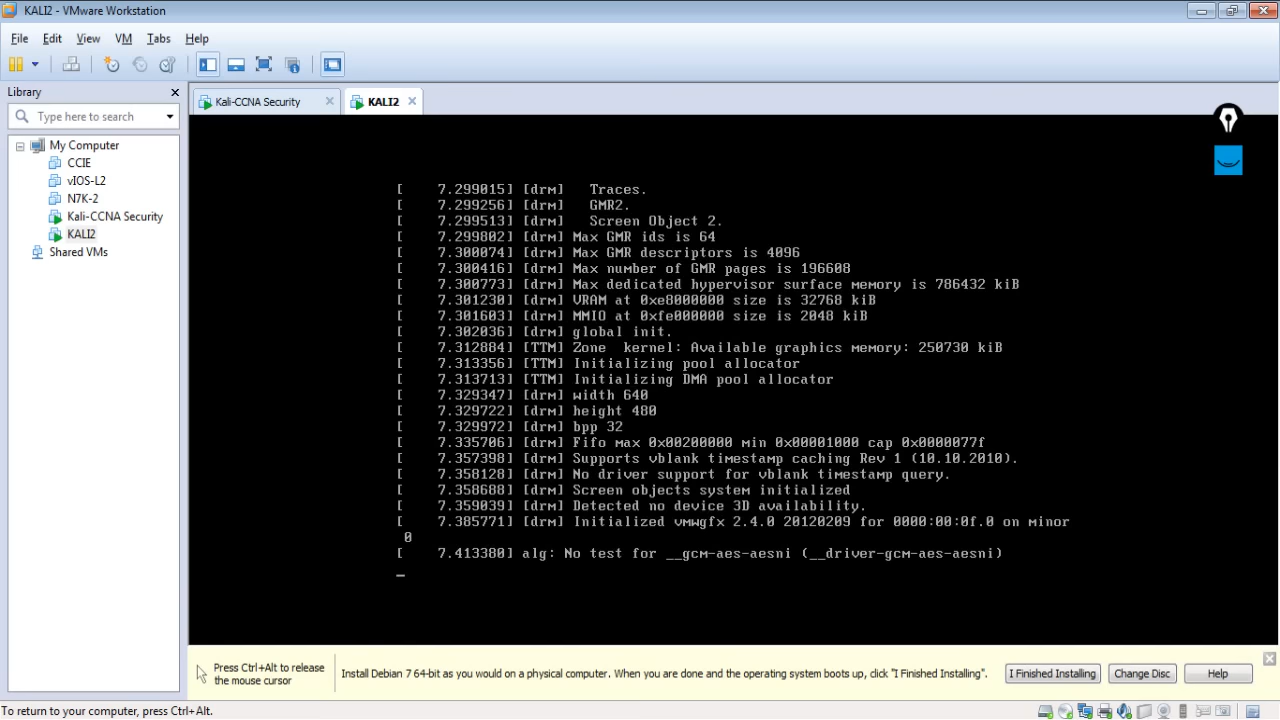 KALI2 - VMware Workstation
File Edit View VM Tabs Help
Library
Type here to search
My Computer
CCIE
vIOS-L2
N7K-2
Kali-CCNA Security
KALI2
Shared VMs
Kali-CCNA Security KALI2
[ 7.299015] [drm] Traces.
[ 7.299256] [drm] GMR2.
[ 7.299513] [drm] Screen Object 2.
[ 7.299802] [drm] Max GMR ids is 64
[ 7.300074] [drm] Max GMR descriptors is 4096
[ 7.300416] [drm] Max number of GMR pages is 196608
[ 7.300773] [drm] Max dedicated hypervisor surface memory is 786432 kiB
[ 7.301230] [drm] VRAM at 0xe8000000 size is 32768 kiB
[ 7.301603] [drm] MMIO at 0xfe000000 size is 2048 kiB
[ 7.302036] [drm] global init.
[ 7.312884] [TTM] Zone  kernel: Available graphics memory: 250730 kiB
[ 7.313356] [TTM] Initializing pool allocator
[ 7.313713] [TTM] Initializing DMA pool allocator
[ 7.329347] [drm] width 640
[ 7.329722] [drm] height 480
[ 7.329972] [drm] bpp 32
[ 7.335706] [drm] Fifo max 0x00200000 min 0x00001000 cap 0x0000077f
[ 7.357398] [drm] Supports vblank timestamp caching Rev 1 (10.10.2010).
[ 7.358128] [drm] No driver support for vblank timestamp query.
[ 7.358688] [drm] Screen objects system initialized
[ 7.359039] [drm] Detected no device 3D availability.
[ 7.385771] [drm] Initialized vmwgfx 2.4.0 20120209 for 0000:00:0f.0 on minor
0
[ 7.413380] alg: No test for __gcm-aes-aesni (__driver-gcm-aes-aesni)
_
Press Ctrl+Alt to release
the mouse cursor
Install Debian 7 64-bit as you would on a physical computer. When you are done and the operating system boots up, click "I Finished Installing".
I Finished Installing Change Disc Help
To return to your computer, press Ctrl+Alt.